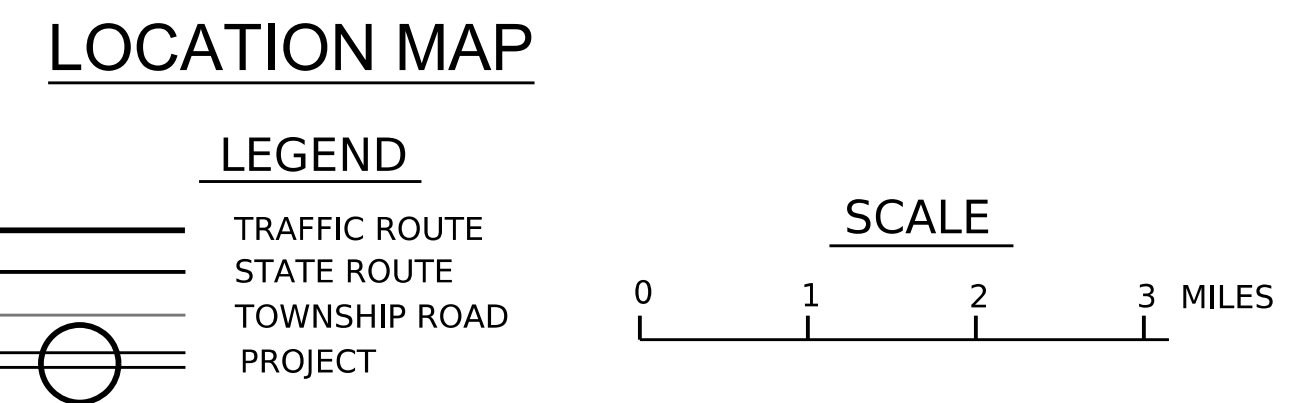 LOCATION MAP
LEGEND
TRAFFIC ROUTE
STATE ROUTE
TOWNSHIP ROAD
PROJECT
SCALE
0 1 2 3 MILES